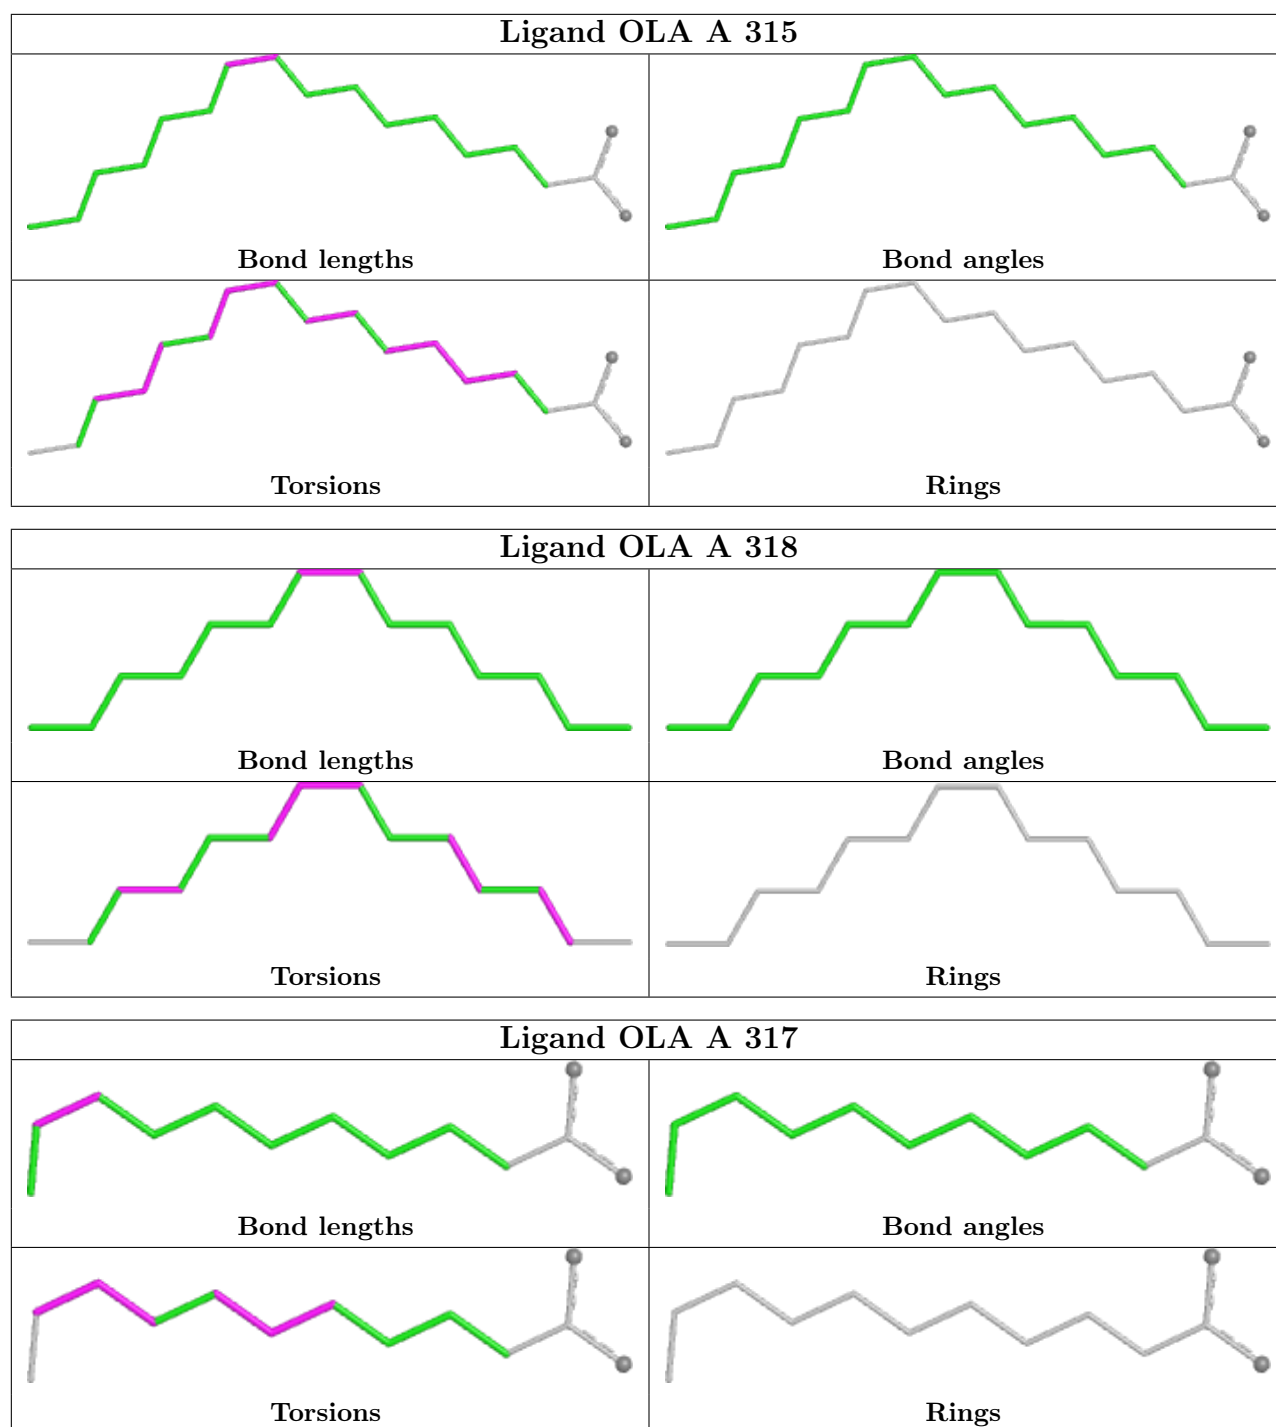 Ligand OLA A 315
Bond lengths
Bond angles
Torsions
Rings
Ligand OLA A 318
Bond lengths
Bond angles
Torsions
Rings
Ligand OLA A 317
Bond lengths
Bond angles
Torsions
Rings